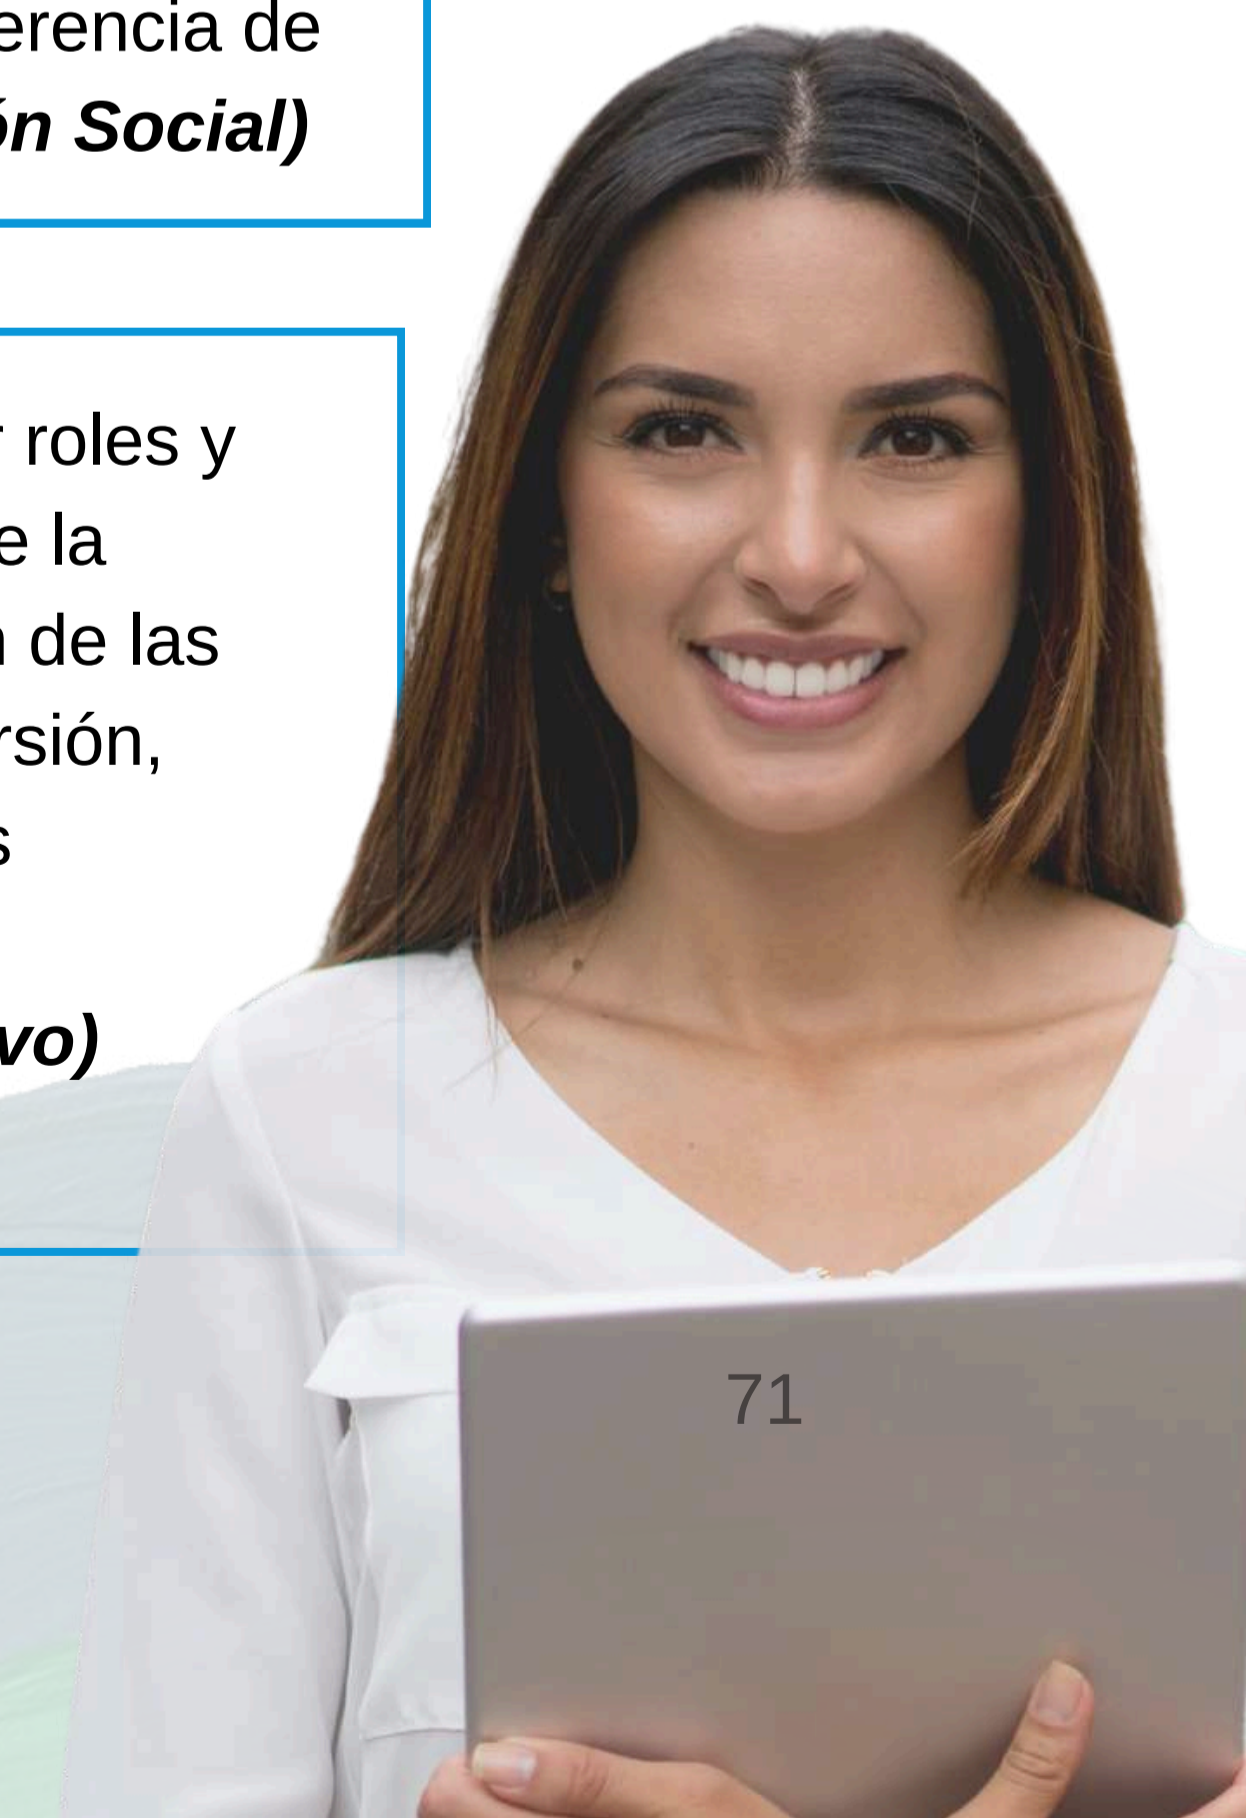 erencia de
ón Social)
r roles y
e la
n de las
rsión,
s
vo)
71